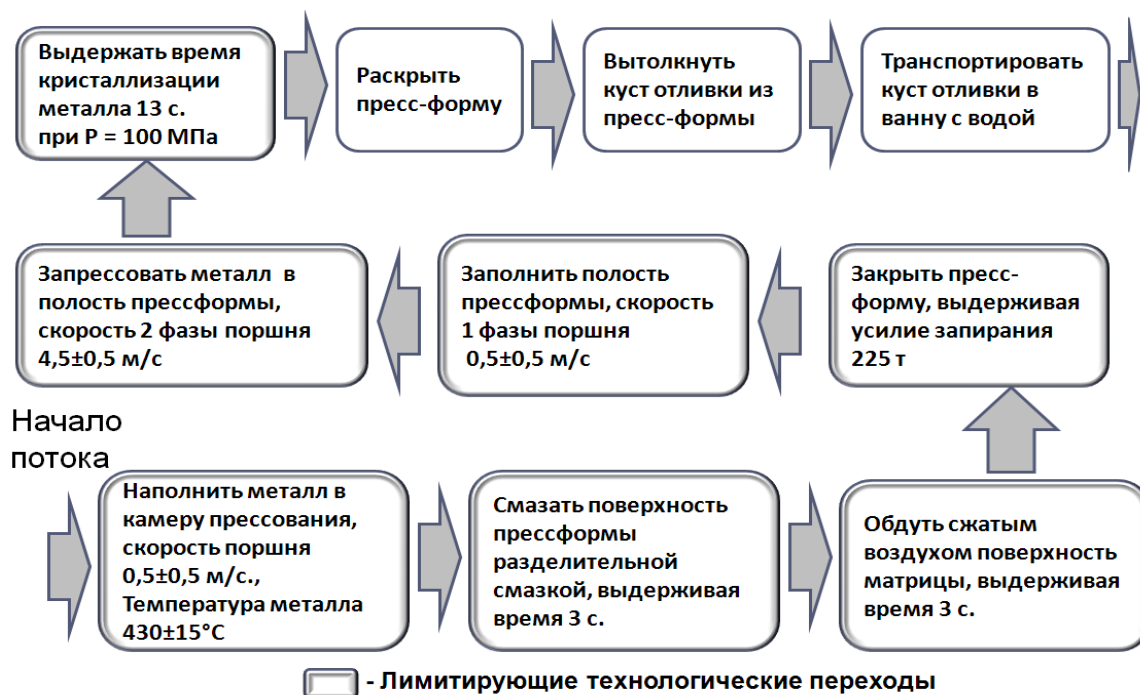 Выдержать время
кристаллизации
металла 13 с.
при Р = 100 МПа
Раскрыть
пресс-форму
Вытолкнуть
куст отливки из
пресс-формы
Транспортировать
куст отливки в
ванну с водой
Запрессовать металл в
полость прессформы,
скорость 2 фазы поршня
4,5±0,5 м/с
Заполнить полость
прессформы, скорость
1 фазы поршня
0,5±0,5 м/с
Закрыть пресс-
форму, выдерживая
усилие запирания
225 т
Начало
потока
Наполнить металл в
камеру прессования,
скорость поршня
0,5±0,5 м/с.,
Температура металла
430±15°С
Смазать поверхность
прессформы
разделительной
смазкой, выдерживая
время 3 с.
Обдуть сжатым
воздухом поверхность
матрицы, выдерживая
время 3 с.
- Лимитирующие технологические переходы